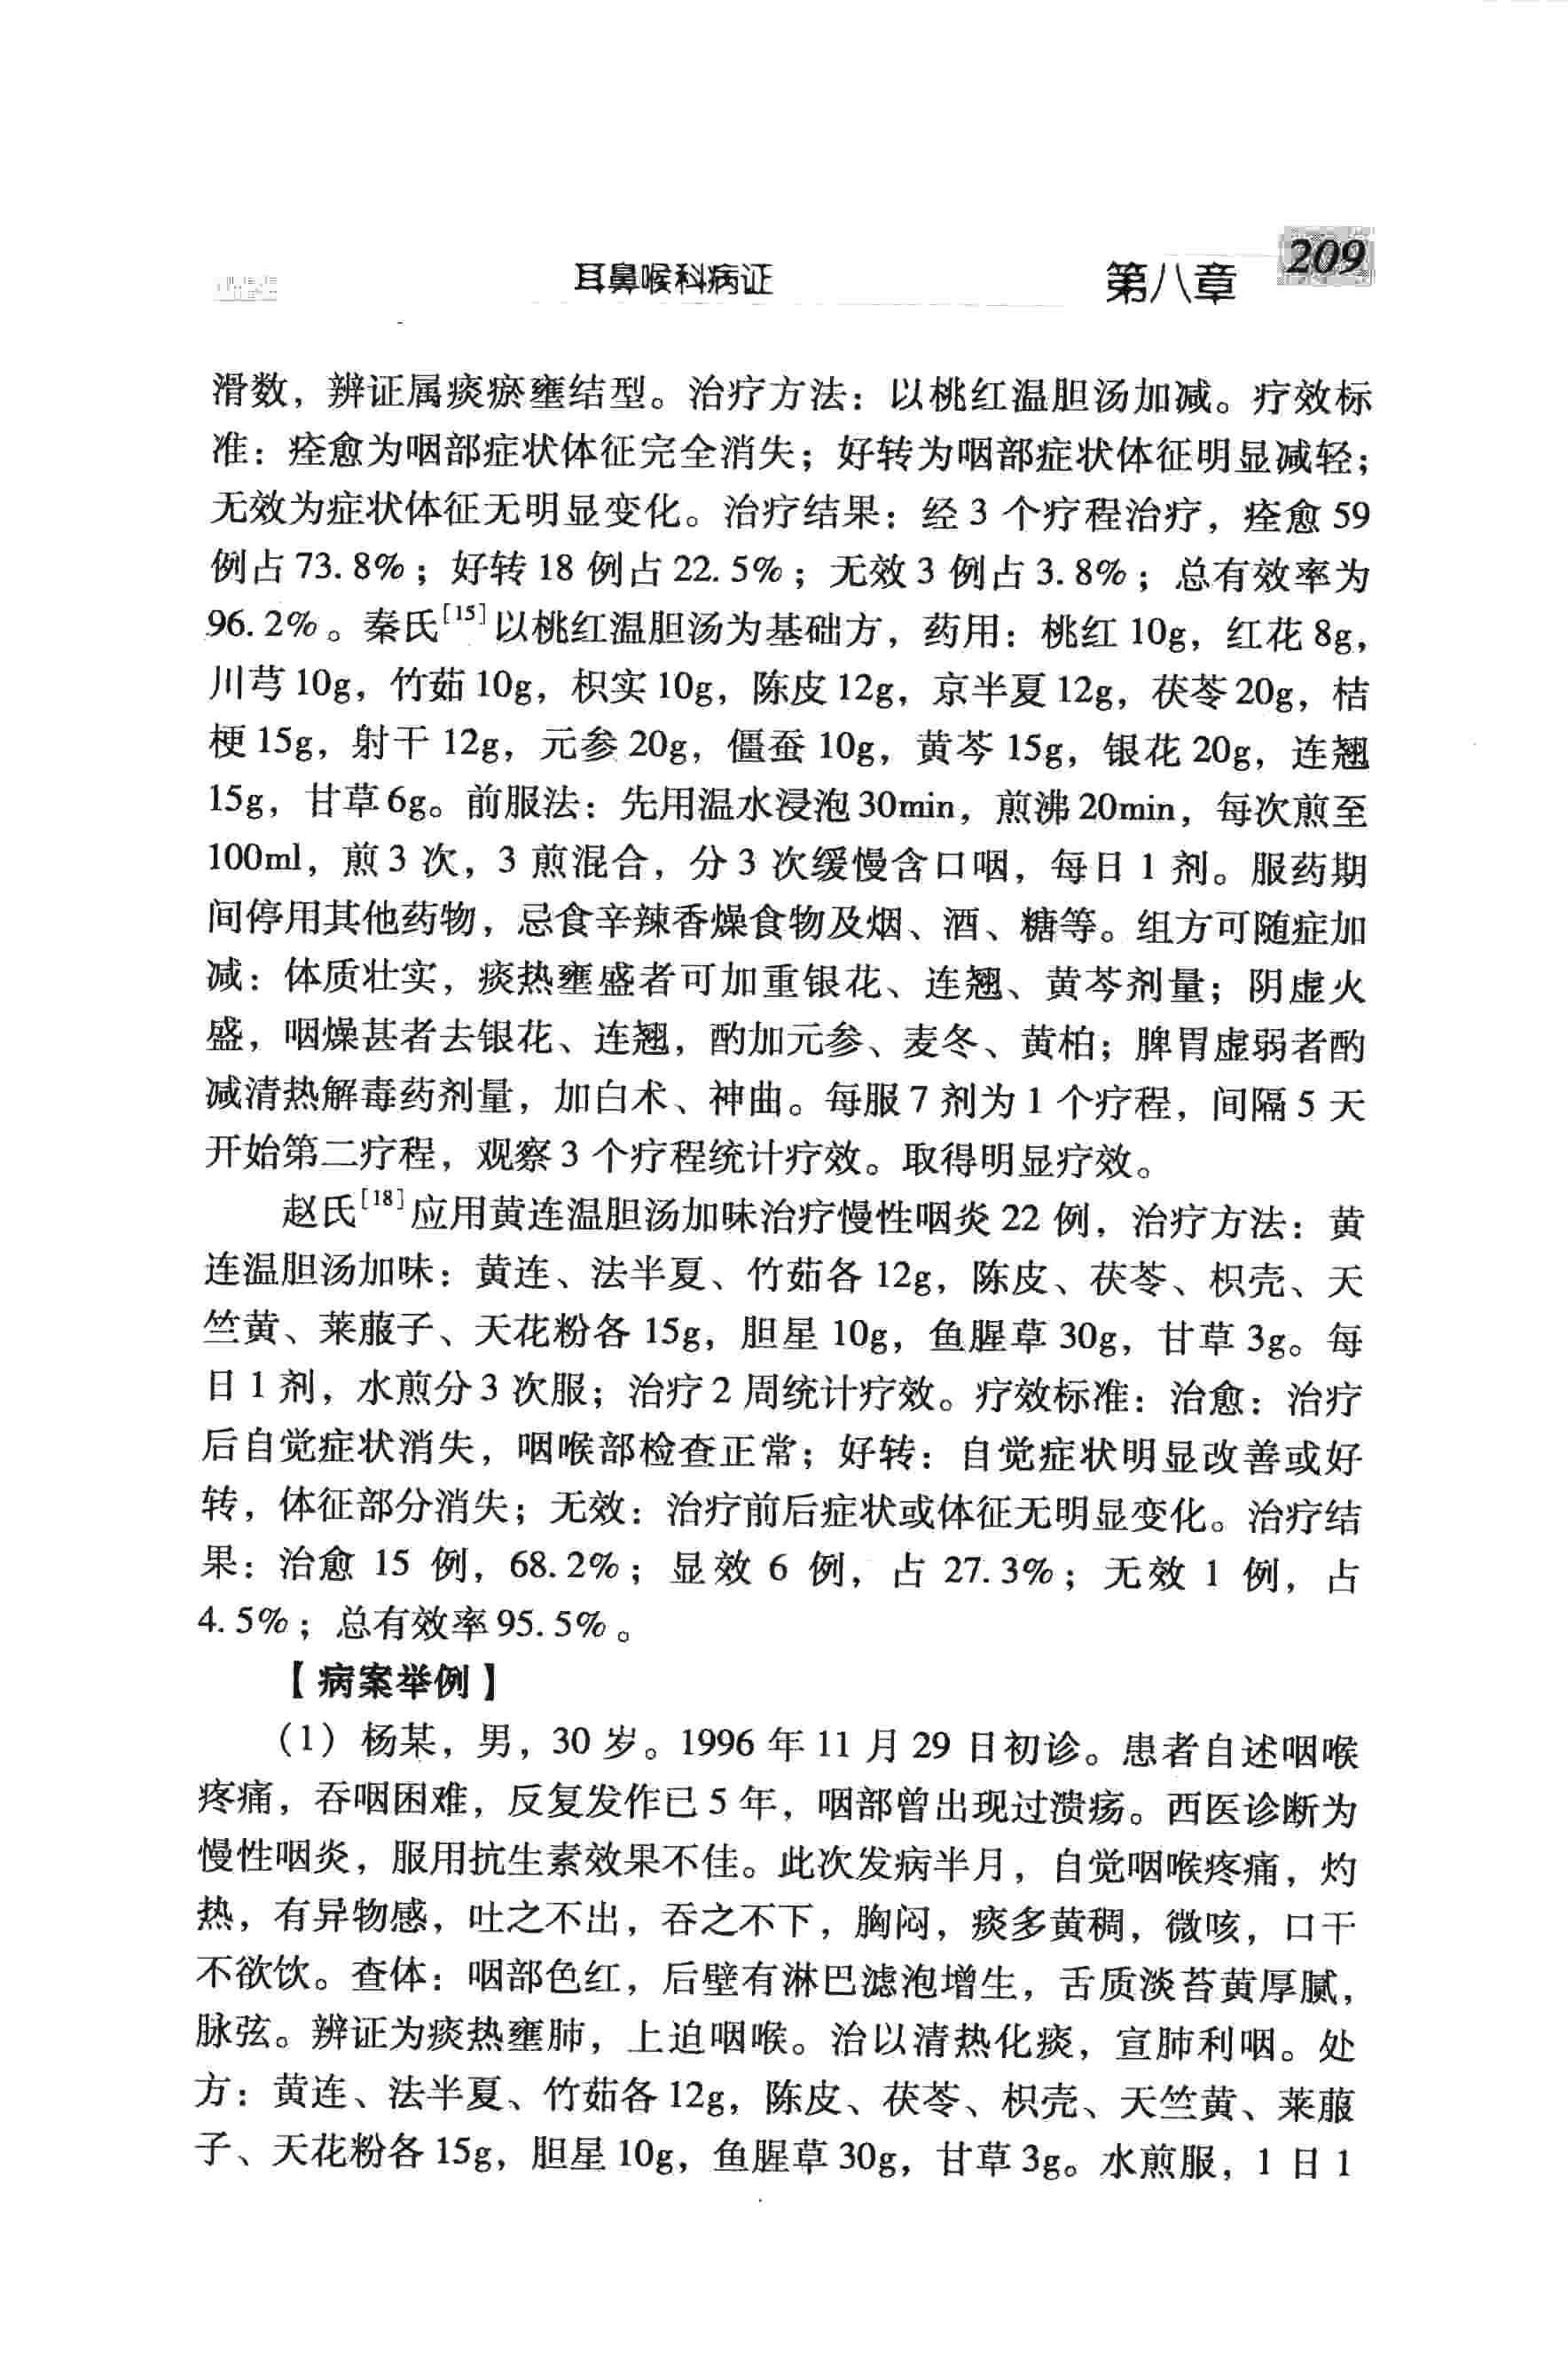 耳鼻喉科病证 第八章 209
滑数，辨证属痰瘀壅结型。治疗方法：以桃红温胆汤加减。疗效标
准：痊愈为咽部症状体征完全消失；好转为咽部症状体征明显减轻；
无效为症状体征无明显变化。治疗结果：经 3 个疗程治疗，痊愈 59
例占 73.8%；好转 18 例占 22.5%；无效 3 例占 3.8%；总有效率为
96.2%。秦氏[15]以桃红温胆汤为基础方，药用：桃红 10g，红花 8g，
川芎 10g，竹茹 10g，枳实 10g，陈皮 12g，京半夏 12g，茯苓 20g，桔
梗 15g，射干 12g，元参 20g，僵蚕 10g，黄芩 15g，银花 20g，连翘
15g，甘草 6g。前服法：先用温水浸泡 30min，煎沸 20min，每次煎至
100ml，煎 3 次，3 煎混合，分 3 次缓慢含口咽，每日 1 剂。服药期
间停用其他药物，忌食辛辣香燥食物及烟、酒、糖等。组方可随症加
减：体质壮实，痰热壅盛者可加重银花、连翘、黄芩剂量；阴虚火
盛，咽燥甚者去银花、连翘，酌加元参、麦冬、黄柏；脾胃虚弱者酌
减清热解毒药剂量，加白术、神曲。每服 7 剂为 1 个疗程，间隔 5 天
开始第二疗程，观察 3 个疗程统计疗效。取得明显疗效。
赵氏[18]应用黄连温胆汤加味治疗慢性咽炎 22 例，治疗方法：黄
连温胆汤加味：黄连、法半夏、竹茹各 12g，陈皮、茯苓、枳壳、天
竺黄、莱菔子、天花粉各 15g，胆星 10g，鱼腥草 30g，甘草 3g。每
日 1 剂，水煎分 3 次服；治疗 2 周统计疗效。疗效标准：治愈：治疗
后自觉症状消失，咽喉部检查正常；好转：自觉症状明显改善或好
转，体征部分消失；无效：治疗前后症状或体征无明显变化。治疗结
果：治愈 15 例，68.2%；显效 6 例，占 27.3%；无效 1 例，占
4.5%；总有效率 95.5%。
【病案举例】
（1）杨某，男，30 岁。1996 年 11 月 29 日初诊。患者自述咽喉
疼痛，吞咽困难，反复发作已 5 年，咽部曾出现过溃疡。西医诊断为
慢性咽炎，服用抗生素效果不佳。此次发病半月，自觉咽喉疼痛，灼
热，有异物感，吐之不出，吞之不下，胸闷，痰多黄稠，微咳，口干
不欲饮。查体：咽部色红，后壁有淋巴滤泡增生，舌质淡苔黄厚腻，
脉弦。辨证为痰热壅肺，上迫咽喉。治以清热化痰，宣肺利咽。处
方：黄连、法半夏、竹茹各 12g，陈皮、茯苓、枳壳、天竺黄、莱菔
子、天花粉各 15g，胆星 10g，鱼腥草 30g，甘草 3g。水煎服，1 日 1